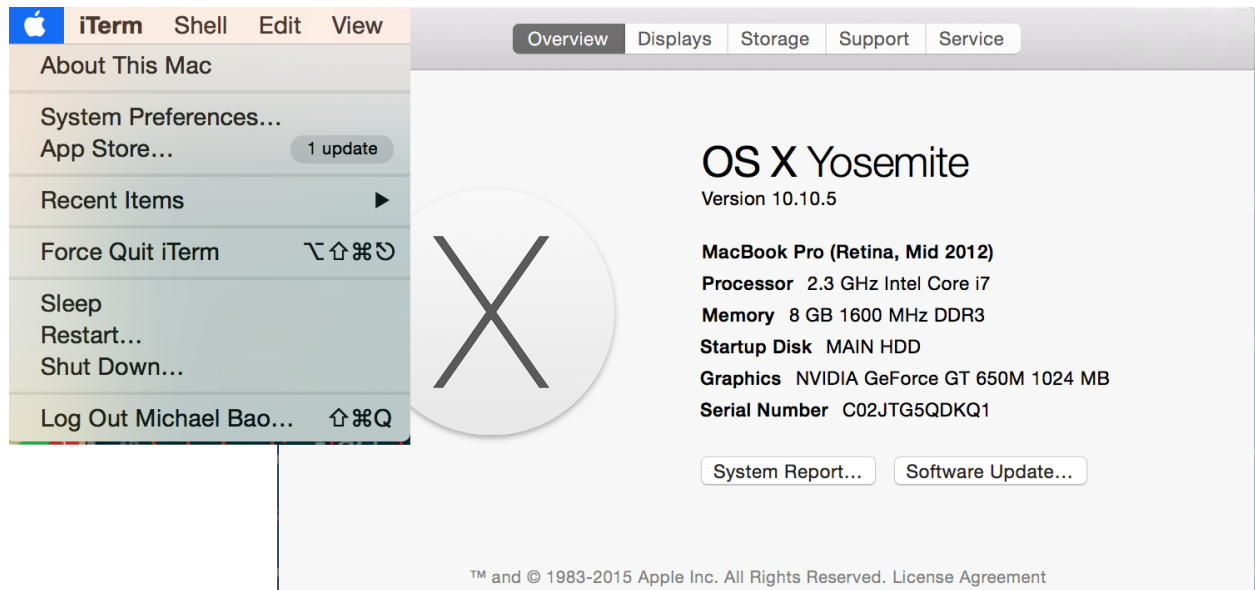 iTerm Shell Edit View
About This Mac
System Preferences...
App Store... 1 update
Recent Items ▶
Force Quit iTerm ⌥⇧⌘⎋
Sleep
Restart...
Shut Down...
Log Out Michael Bao... ⇧⌘Q
Overview Displays Storage Support Service
OS X Yosemite
Version 10.10.5
MacBook Pro (Retina, Mid 2012)
Processor 2.3 GHz Intel Core i7
Memory 8 GB 1600 MHz DDR3
Startup Disk MAIN HDD
Graphics NVIDIA GeForce GT 650M 1024 MB
Serial Number C02JTG5QDKQ1
System Report... Software Update...
™ and © 1983-2015 Apple Inc. All Rights Reserved. License Agreement